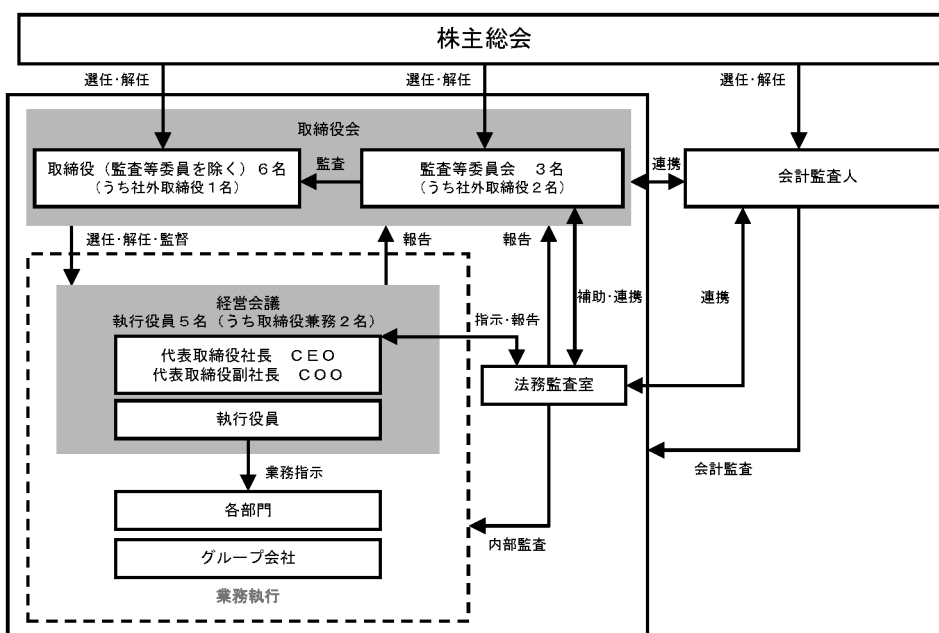 株主総会
選任・解任
選任・解任
選任・解任
取締役会
取締役（監査等委員を除く）６名
（うち社外取締役１名）
監査
監査等委員会　３名
（うち社外取締役２名）
連携
会計監査人
選任・解任・監督
報告
報告
補助・連携
連携
経営会議
執行役員５名（うち取締役兼務２名）
指示・報告
代表取締役社長　ＣＥＯ
代表取締役副社長　ＣＯＯ
法務監査室
執行役員
業務指示
会計監査
各部門
内部監査
グループ会社
業務執行